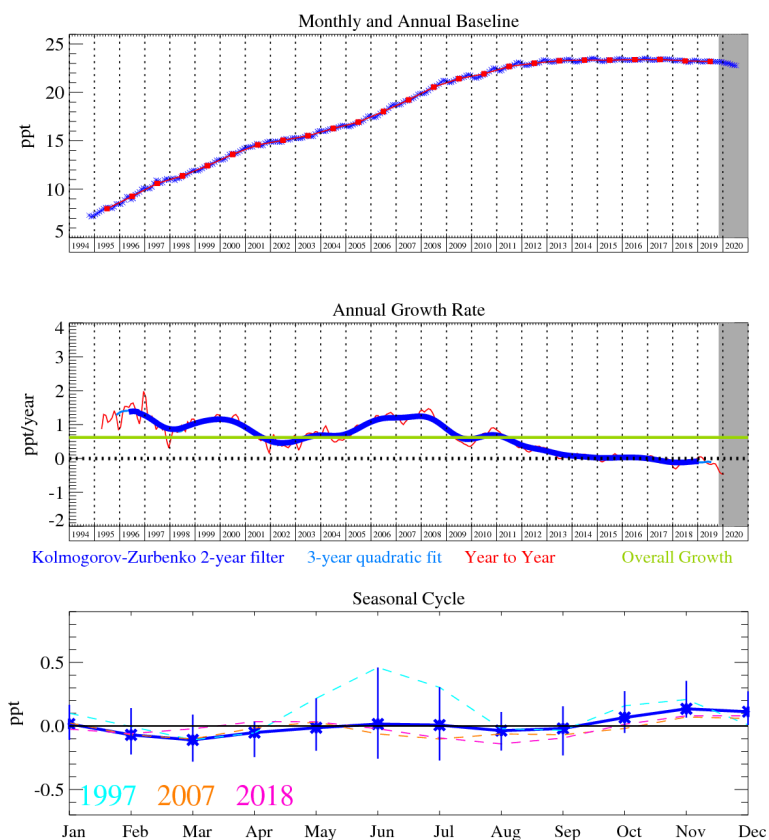 Monthly and Annual Baseline
25
20
15
10
5
ppt
1994 1995 1996 1997 1998 1999 2000 2001 2002 2003 2004 2005 2006 2007 2008 2009 2010 2011 2012 2013 2014 2015 2016 2017 2018 2019 2020
Annual Growth Rate
4
3
2
1
0
-1
-2
ppt/year
1994 1995 1996 1997 1998 1999 2000 2001 2002 2003 2004 2005 2006 2007 2008 2009 2010 2011 2012 2013 2014 2015 2016 2017 2018 2019 2020
Kolmogorov-Zurbenko 2-year filter 3-year quadratic fit Year to Year Overall Growth
Seasonal Cycle
0.5
0.0
-0.5
ppt
1997 2007 2018
Jan Feb Mar Apr May Jun Jul Aug Sep Oct Nov Dec